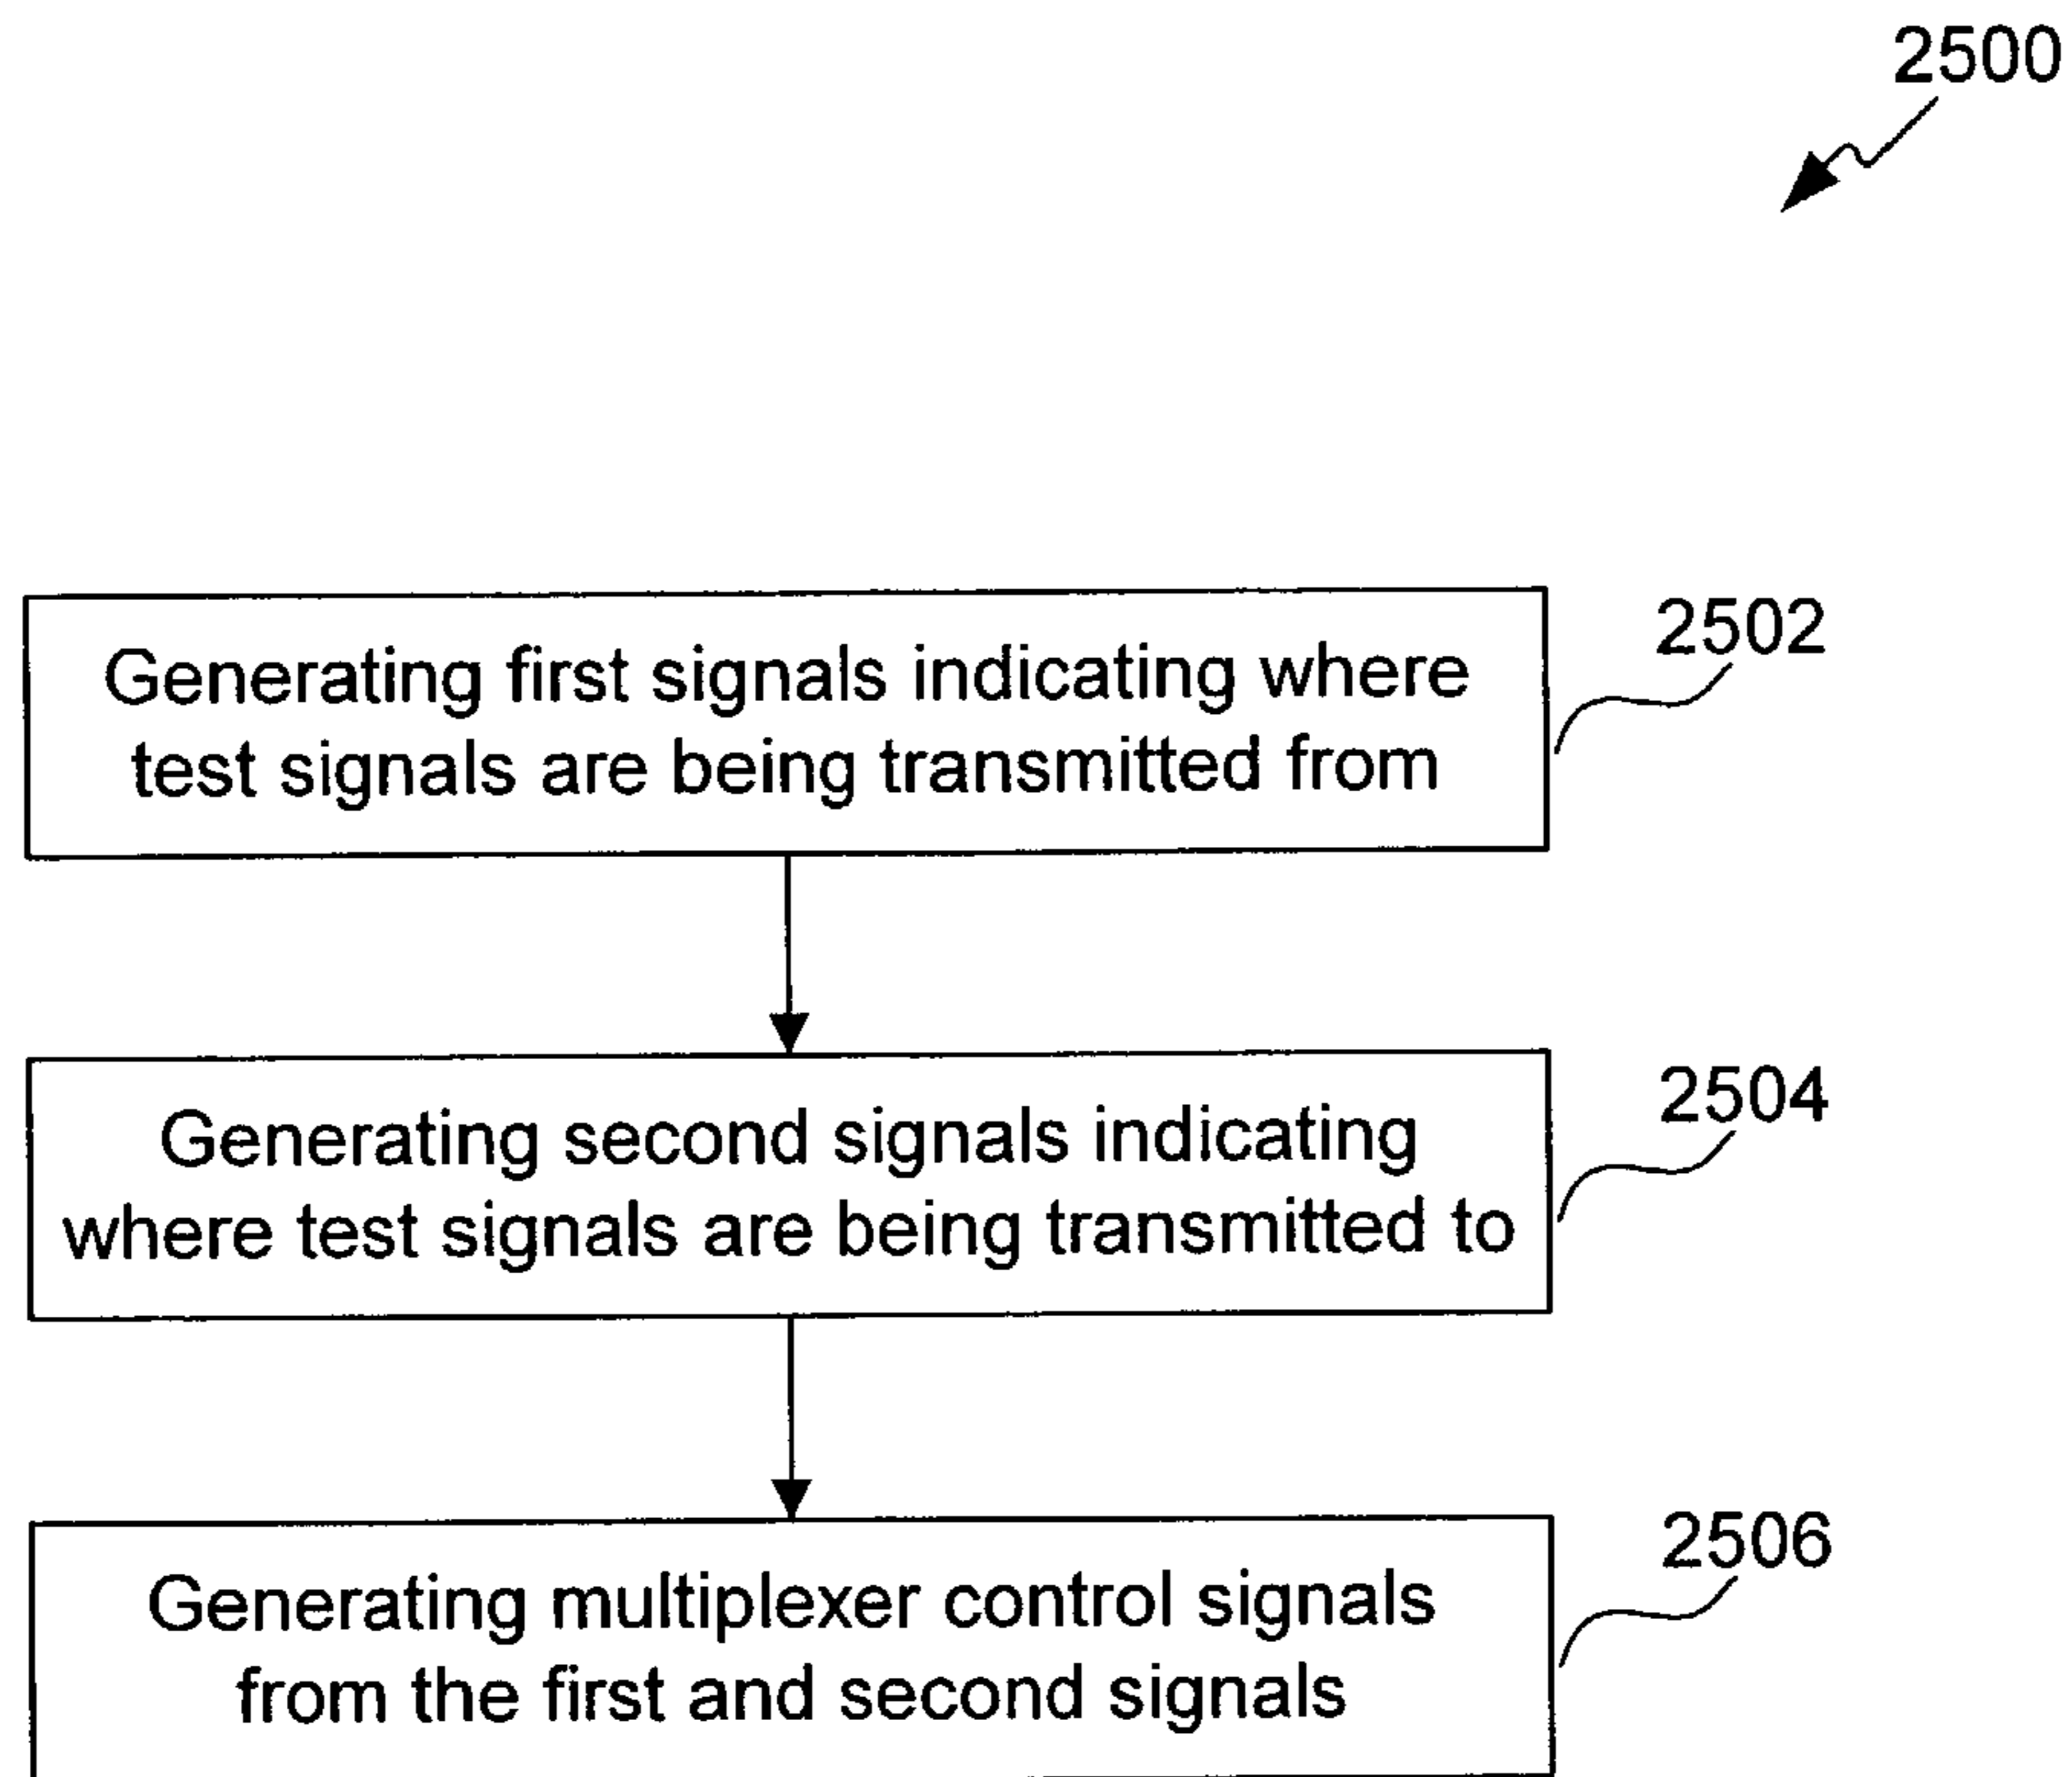 2500
Generating first signals indicating where
test signals are being transmitted from
2502
Generating second signals indicating
where test signals are being transmitted to
2504
Generating multiplexer control signals
from the first and second signals
2506